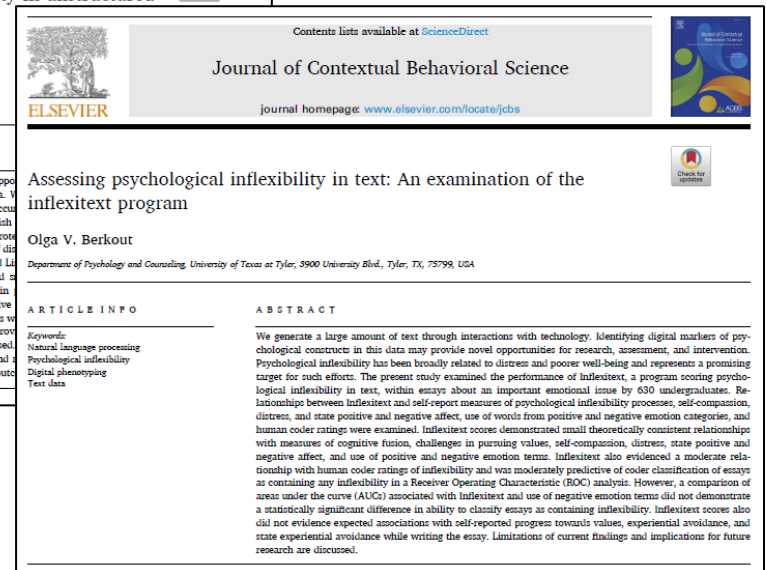 Contents lists available at ScienceDirect
Journal of Contextual Behavioral Science
journal homepage: www.elsevier.com/locate/jcbs
ELSEVIER
Check for
updates
Assessing psychological inflexibility in text: An examination of the
inflexitext program
Olga V. Berkout
Department of Psychology and Counseling, University of Texas at Tyler, 3900 University Blvd., Tyler, TX, 75799, USA
ARTICLE INFO
Keywords:
Natural language processing
Psychological inflexibility
Digital phenotyping
Text data
ABSTRACT
We generate a large amount of text through interactions with technology. Identifying digital markers of psy-
chological constructs in this data may provide novel opportunities for research, assessment, and intervention.
Psychological inflexibility has been broadly related to distress and poorer well-being and represents a promising
target for such efforts. The present study examined the performance of Inflexitext, a program scoring psycho-
logical inflexibility in text, within essays about an important emotional issue by 630 undergraduates. Re-
lationships between Inflexitext and self-report measures of psychological inflexibility processes, self-compassion,
distress, and state positive and negative affect, use of words from positive and negative emotion categories, and
human coder ratings were examined. Inflexitext scores demonstrated small theoretically consistent relationships
with measures of cognitive fusion, challenges in pursuing values, self-compassion, distress, state positive and
negative affect, and use of positive and negative emotion terms. Inflexitext also evidenced a moderate rela-
tionship with human coder ratings of inflexibility and was moderately predictive of coder classification of essays
as containing any inflexibility in a Receiver Operating Characteristic (ROC) analysis. However, a comparison of
areas under the curve (AUCs) associated with Inflexitext and use of negative emotion terms did not demonstrate
a statistically significant difference in ability to classify essays as containing inflexibility. Inflexitext scores also
did not evidence expected associations with self-reported progress towards values, experiential avoidance, and
state experiential avoidance while writing the essay. Limitations of current findings and implications for future
research are discussed.